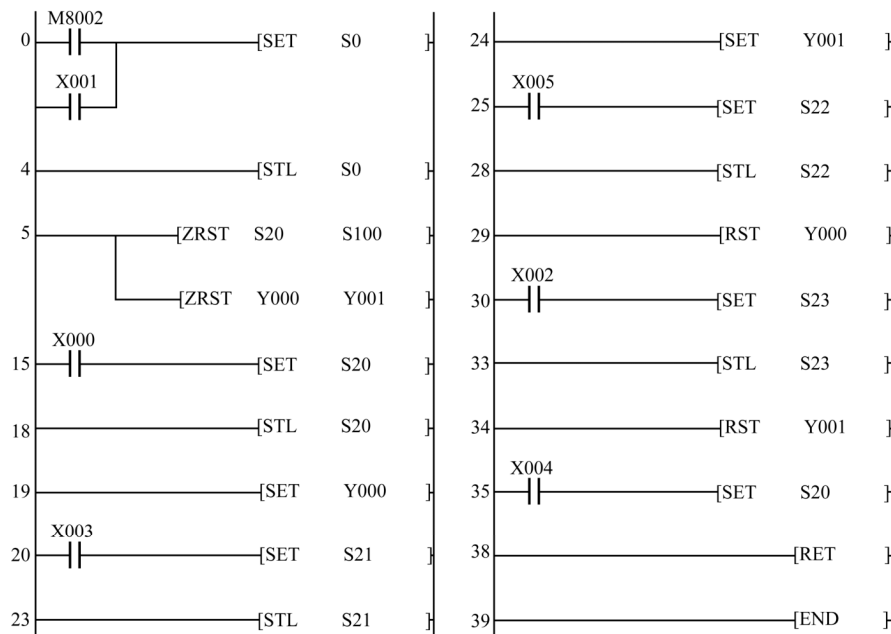 M8002
0 [SET S0 ]
X001
4 [STL S0 ]
5 [ZRST S20 S100 ]
[ZRST Y000 Y001 ]
X000
15 [SET S20 ]
18 [STL S20 ]
19 [SET Y000 ]
X003
20 [SET S21 ]
23 [STL S21 ]
24 [SET Y001 ]
X005
25 [SET S22 ]
28 [STL S22 ]
29 [RST Y000 ]
X002
30 [SET S23 ]
33 [STL S23 ]
34 [RST Y001 ]
X004
35 [SET S20 ]
38 [RET ]
39 [END ]